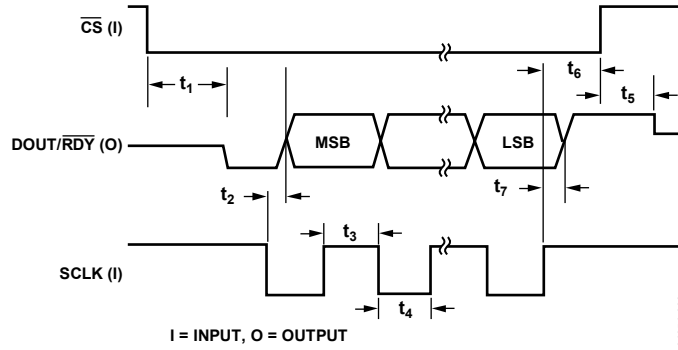 CS (I)
t1
t6
t5
DOUT/RDY (O)
MSB
LSB
t2
t7
t3
SCLK (I)
t4
I = INPUT, O = OUTPUT